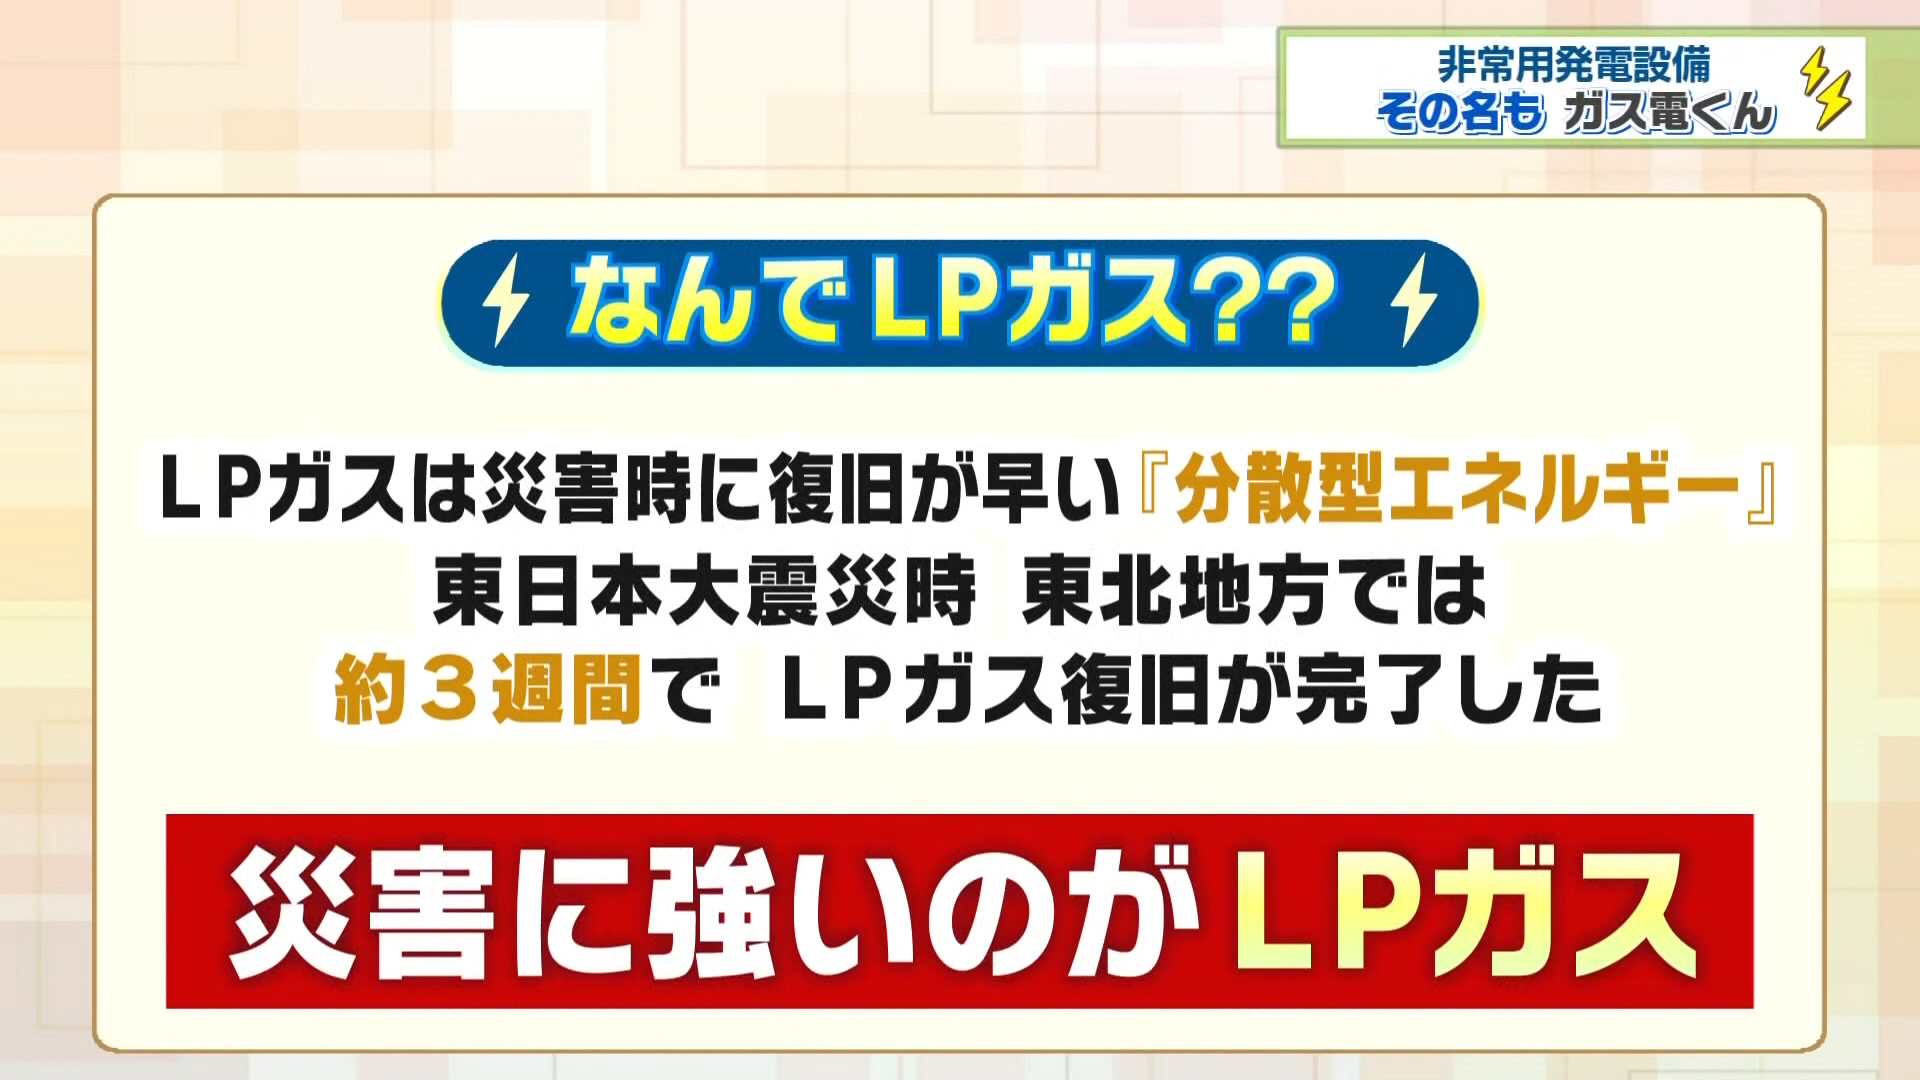 非常用発電設備
その名も ガス電くん
なんでLPガス??
LPガスは災害時に復旧が早い『分散型エネルギー』
東日本大震災時 東北地方では
約3週間で LPガス復旧が完了した
災害に強いのがLPガス